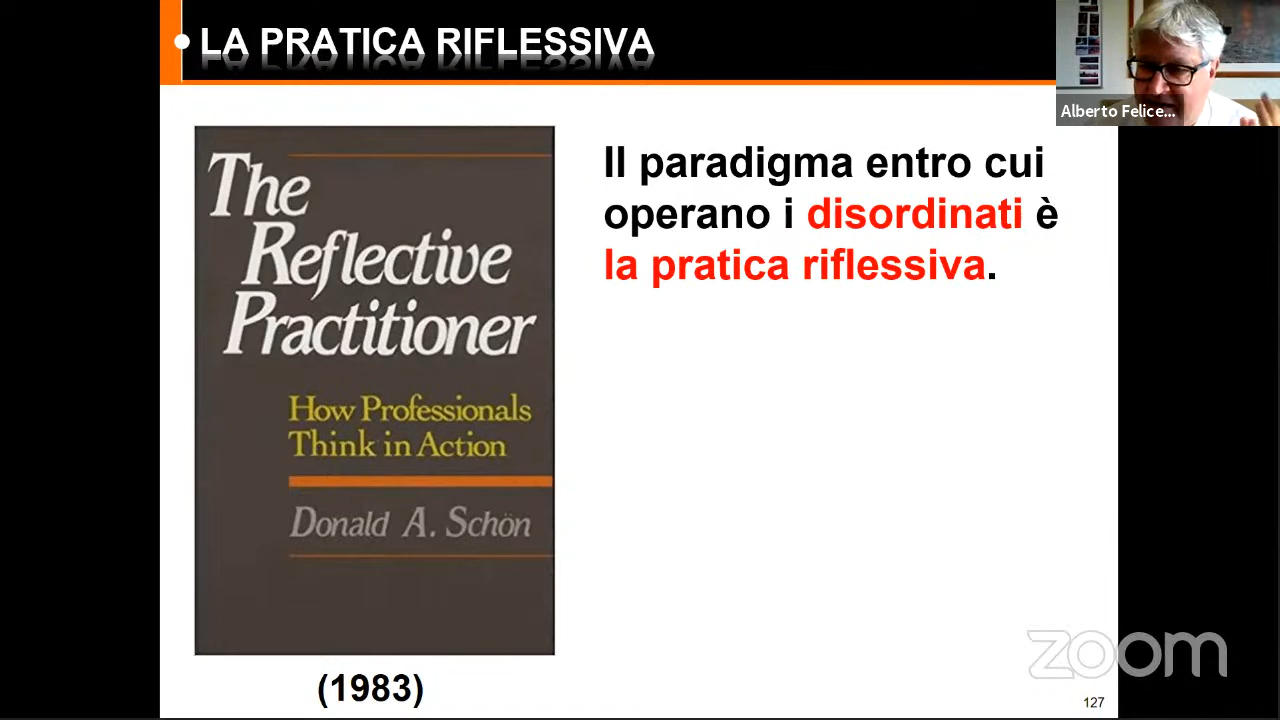 LA PRATICA RIFLESSIVA
Alberto Felice...
The
Reflective
Practitioner
How Professionals
Think in Action
Donald A. Schön
(1983)
Il paradigma entro cui
operano i disordinati è
la pratica riflessiva.
zoom
127